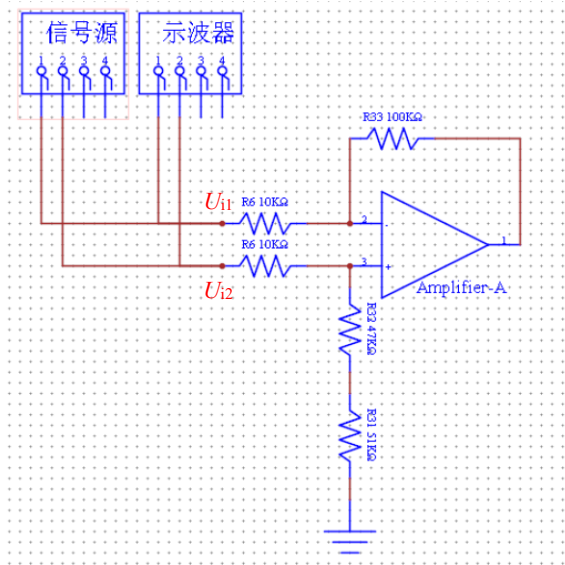 信号源 示波器
1 2 3 4 1 2 3 4
R33 100KΩ
Ui1 R6 10KΩ
2 -
1
R6 10KΩ
3 +
Ui2
Amplifier-A
R32 47KΩ
R31 51KΩ